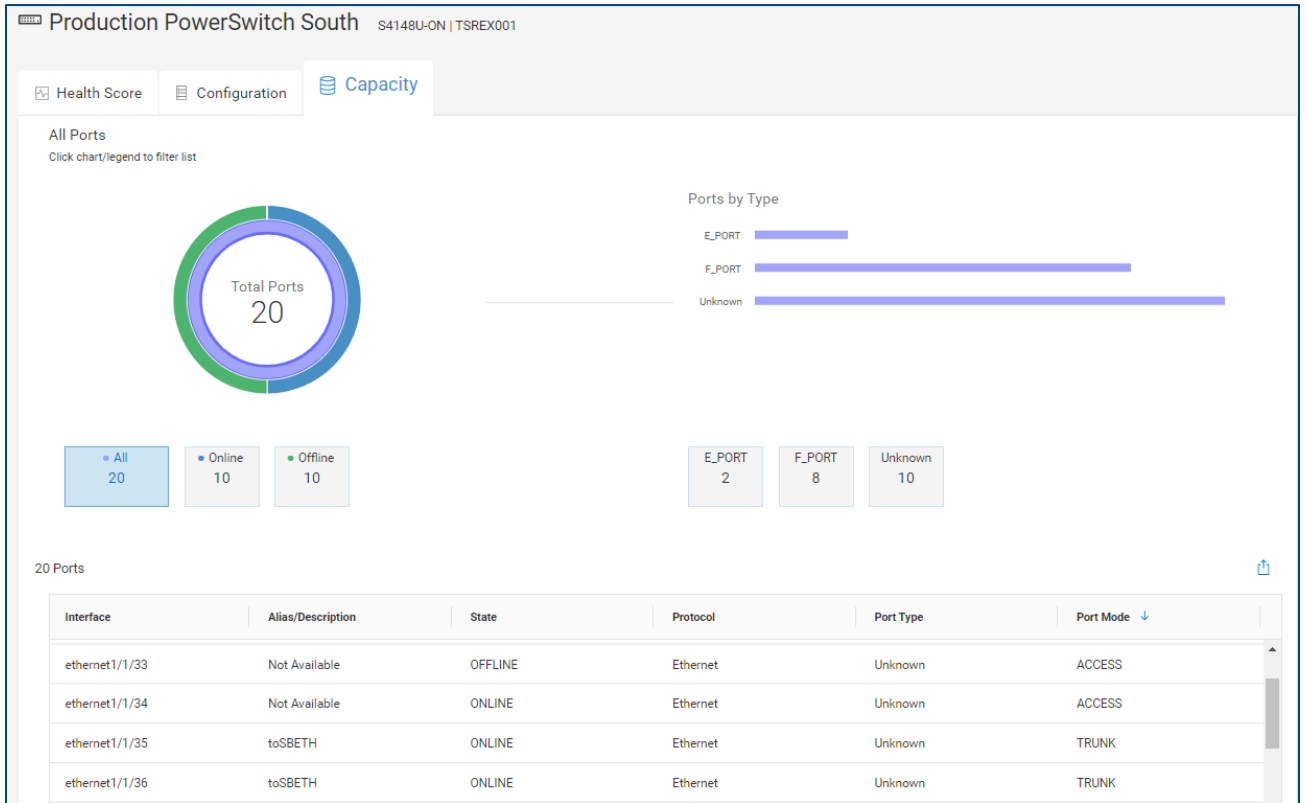 Production PowerSwitch South S4148U-ON | TSREX001
Health Score Configuration Capacity
All Ports
Click chart/legend to filter list
Total Ports
20
Ports by Type
E_PORT
F_PORT
Unknown
All Online Offline
20 10 10
E_PORT F_PORT Unknown
2 8 10
20 Ports
Interface Alias/Description State Protocol Port Type Port Mode
ethernet1/1/33 Not Available OFFLINE Ethernet Unknown ACCESS
ethernet1/1/34 Not Available ONLINE Ethernet Unknown ACCESS
ethernet1/1/35 toSBETH ONLINE Ethernet Unknown TRUNK
ethernet1/1/36 toSBETH ONLINE Ethernet Unknown TRUNK